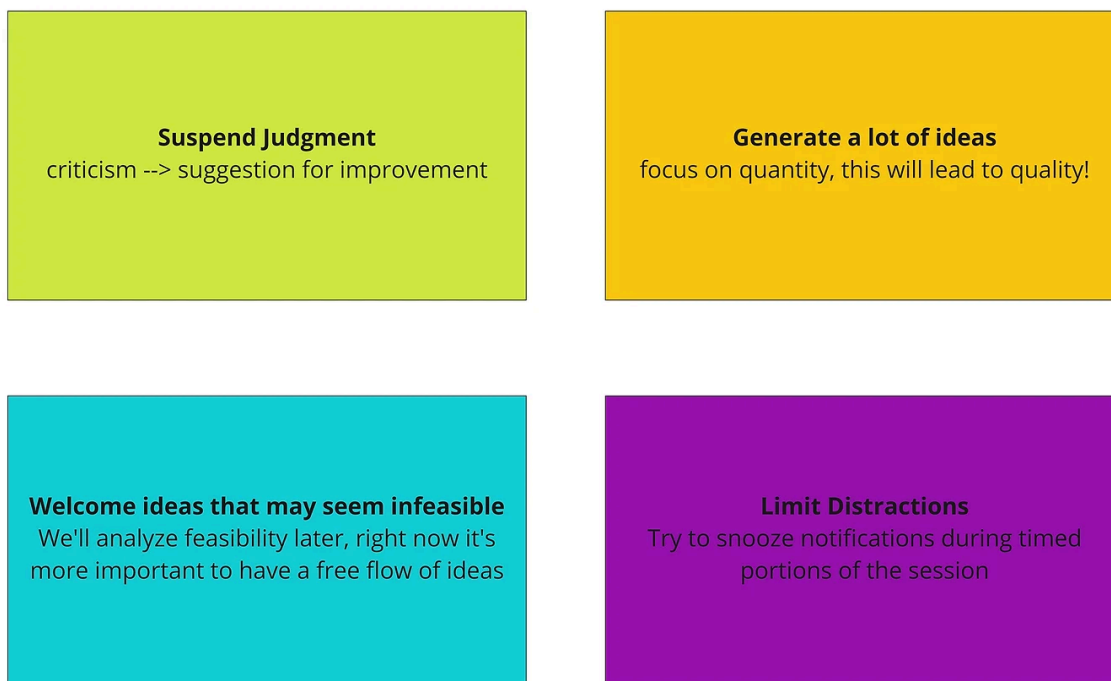 Suspend Judgment
criticism --> suggestion for improvement
Generate a lot of ideas
focus on quantity, this will lead to quality!
Welcome ideas that may seem infeasible
We'll analyze feasibility later, right now it's
more important to have a free flow of ideas
Limit Distractions
Try to snooze notifications during timed
portions of the session